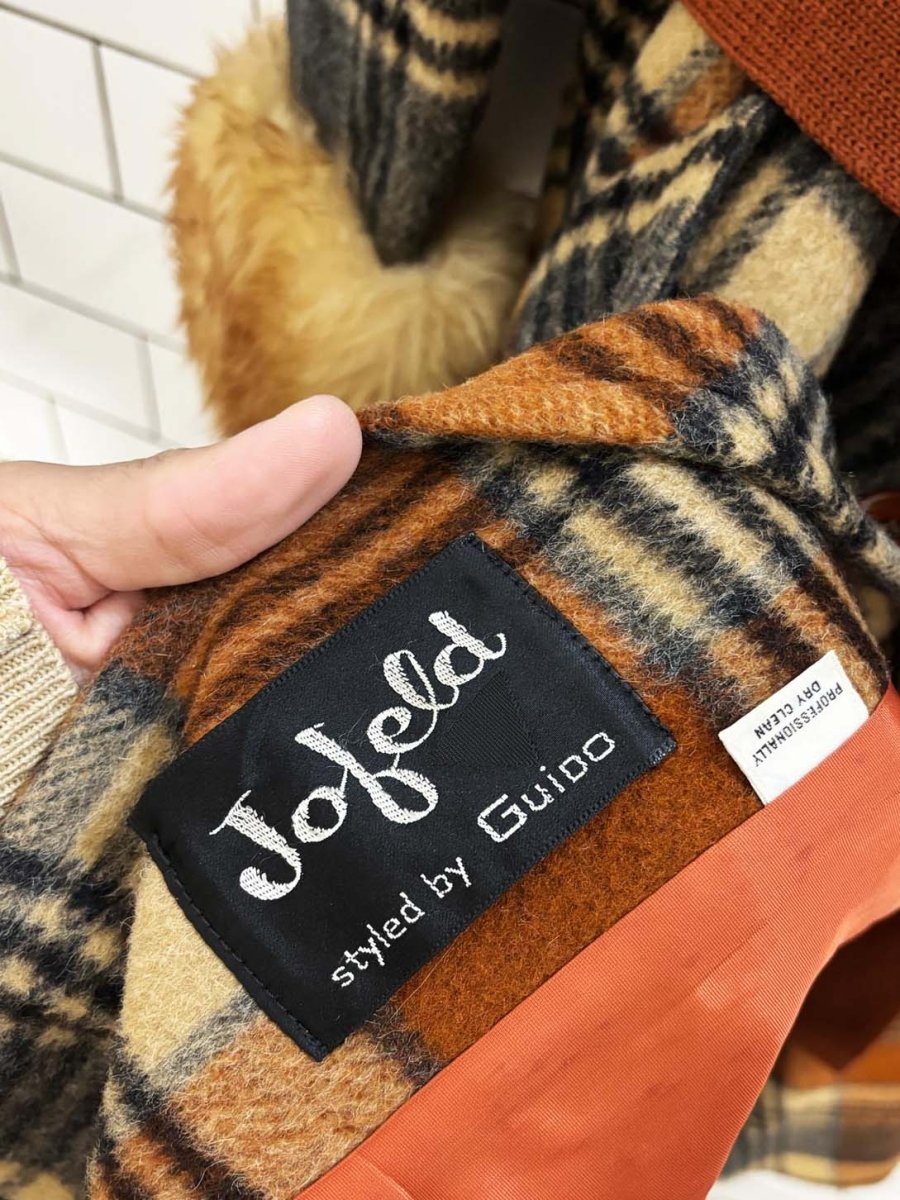 Jofeld
styled by Guido
PROFESSIONALLY
DRY CLEAN